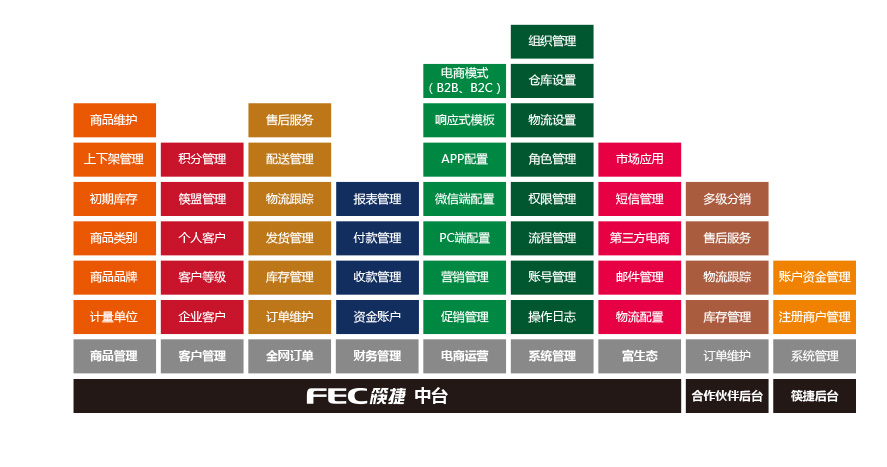 组织管理
电商模式
（B2B、B2C）
仓库设置
商品维护
售后服务
响应式模板
物流设置
上下架管理
积分管理
配送管理
APP配置
角色管理
市场应用
初期库存
筷盟管理
物流跟踪
报表管理
微信端配置
权限管理
短信管理
多级分销
商品类别
个人客户
发货管理
付款管理
PC端配置
流程管理
第三方电商
售后服务
商品品牌
客户等级
库存管理
收款管理
营销管理
账号管理
邮件管理
物流跟踪
账户资金管理
计量单位
企业客户
订单维护
资金账户
促销管理
操作日志
物流配置
库存管理
注册商户管理
商品管理
客户管理
全网订单
财务管理
电商运营
系统管理
富生态
订单维护
系统管理
FEC筷捷 中台
合作伙伴后台
筷捷后台